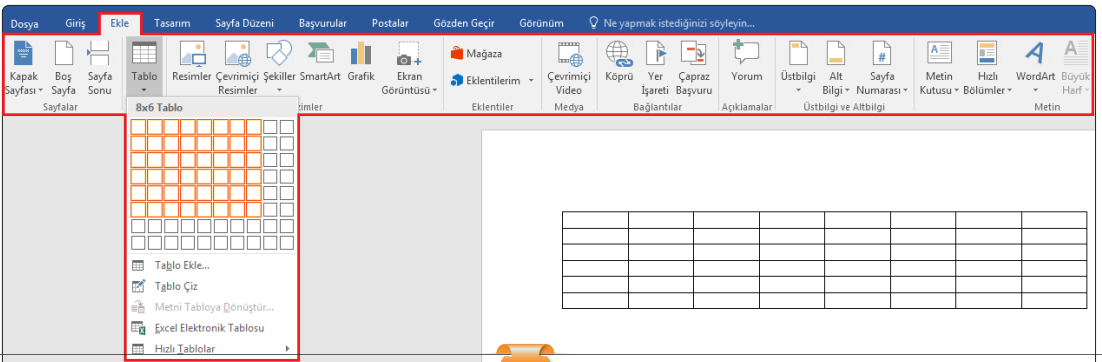 Dosya Giriş Ekle Tasarım Sayfa Düzeni Başvurular Postalar Gözden Geçir Görünüm Ne yapmak istediğinizi söyleyin...
Kapak Sayfası
Boş Sayfa
Sayfa Sonu
Tablo
Resimler
Çevrimiçi Resimler
Şekiller
SmartArt
Grafik
Ekran Görüntüsü
Mağaza
Eklentilerim
Çevrimiçi Video
Köprü
Yer İşareti
Çapraz Başvuru
Yorum
Üstbilgi
Alt Bilgi
Sayfa Numarası
#
Metin Kutusu
Hızlı Bölümler
WordArt
Büyük Harf
Sayfalar
Eklentiler
Medya
Bağlantılar
Açıklamalar
Üstbilgi ve Altbilgi
Metin
8x6 Tablo
Tablo Ekle...
Tablo Çiz
Metni Tabloya Dönüştür...
Excel Elektronik Tablosu
Hızlı Tablolar